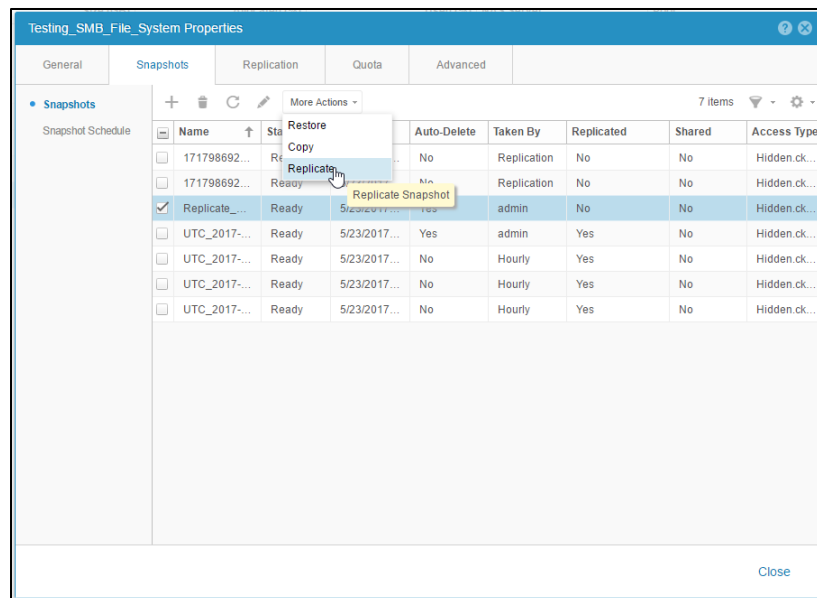 Testing_SMB_File_System Properties
General Snapshots Replication Quota Advanced
Snapshots
Snapshot Schedule
More Actions
7 items
Restore
Copy
Replicate
Replicate Snapshot
Name Auto-Delete Taken By Replicated Shared Access Type
171798692... No Replication No No Hidden.ck...
171798692... Ready Replication No No Hidden.ck...
Replicate_... Ready 5/23/2017... Yes admin No No Hidden.ck...
UTC_2017-... Ready 5/23/2017... Yes admin Yes No Hidden.ck...
UTC_2017-... Ready 5/23/2017... No Hourly Yes No Hidden.ck...
UTC_2017-... Ready 5/23/2017... No Hourly Yes No Hidden.ck...
UTC_2017-... Ready 5/23/2017... No Hourly Yes No Hidden.ck...
Close